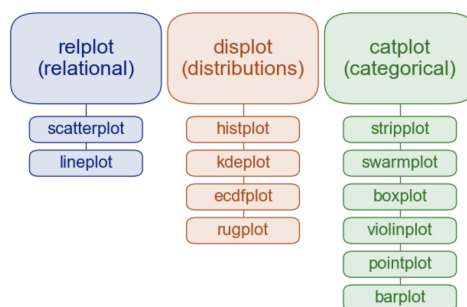 relplot
(relational)
scatterplot
lineplot
displot
(distributions)
histplot
kdeplot
ecdfplot
rugplot
catplot
(categorical)
stripplot
swarmplot
boxplot
violinplot
pointplot
barplot